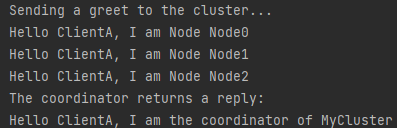 Sending a greet to the cluster...
Hello ClientA, I am Node Node0
Hello ClientA, I am Node Node1
Hello ClientA, I am Node Node2
The coordinator returns a reply:
Hello ClientA, I am the coordinator of MyCluster